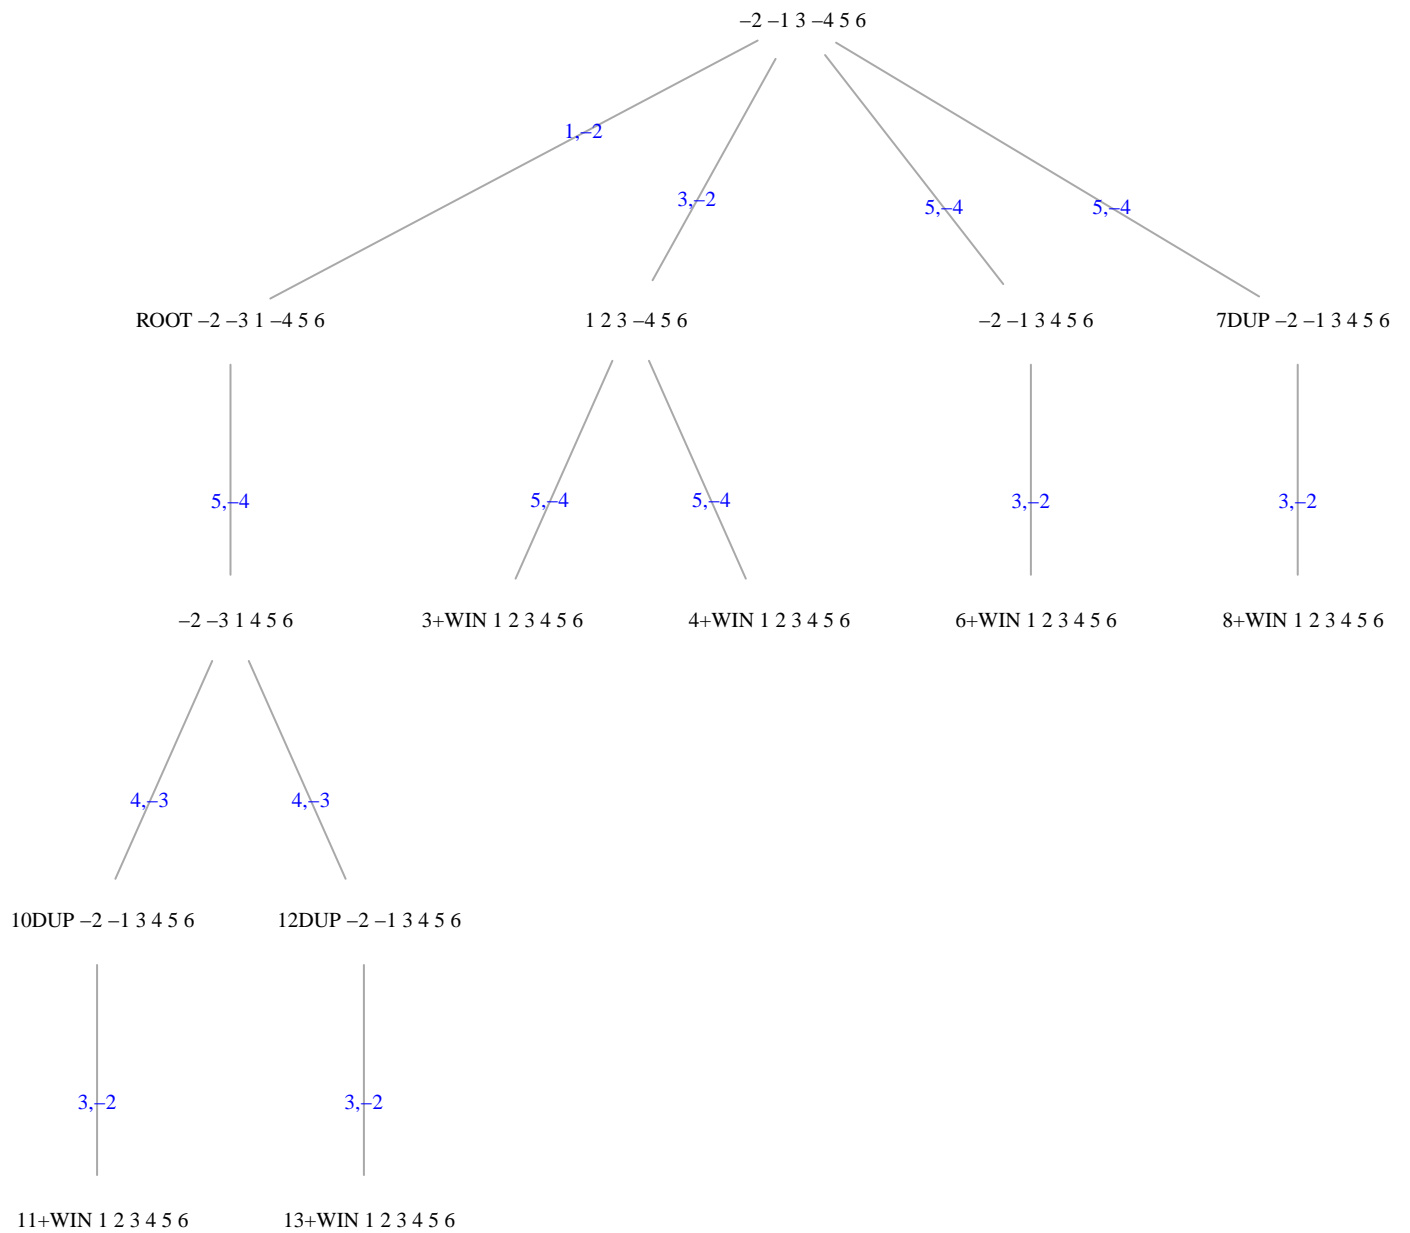 –2 –1 3 –4 5 6
1,–2
3,–2
5,–4
5,–4
ROOT –2 –3 1 –4 5 6
1 2 3 –4 5 6
–2 –1 3 4 5 6
7DUP –2 –1 3 4 5 6
5,–4
5,–4
5,–4
3,–2
3,–2
–2 –3 1 4 5 6
3+WIN 1 2 3 4 5 6
4+WIN 1 2 3 4 5 6
6+WIN 1 2 3 4 5 6
8+WIN 1 2 3 4 5 6
4,–3
4,–3
10DUP –2 –1 3 4 5 6
12DUP –2 –1 3 4 5 6
3,–2
3,–2
11+WIN 1 2 3 4 5 6
13+WIN 1 2 3 4 5 6